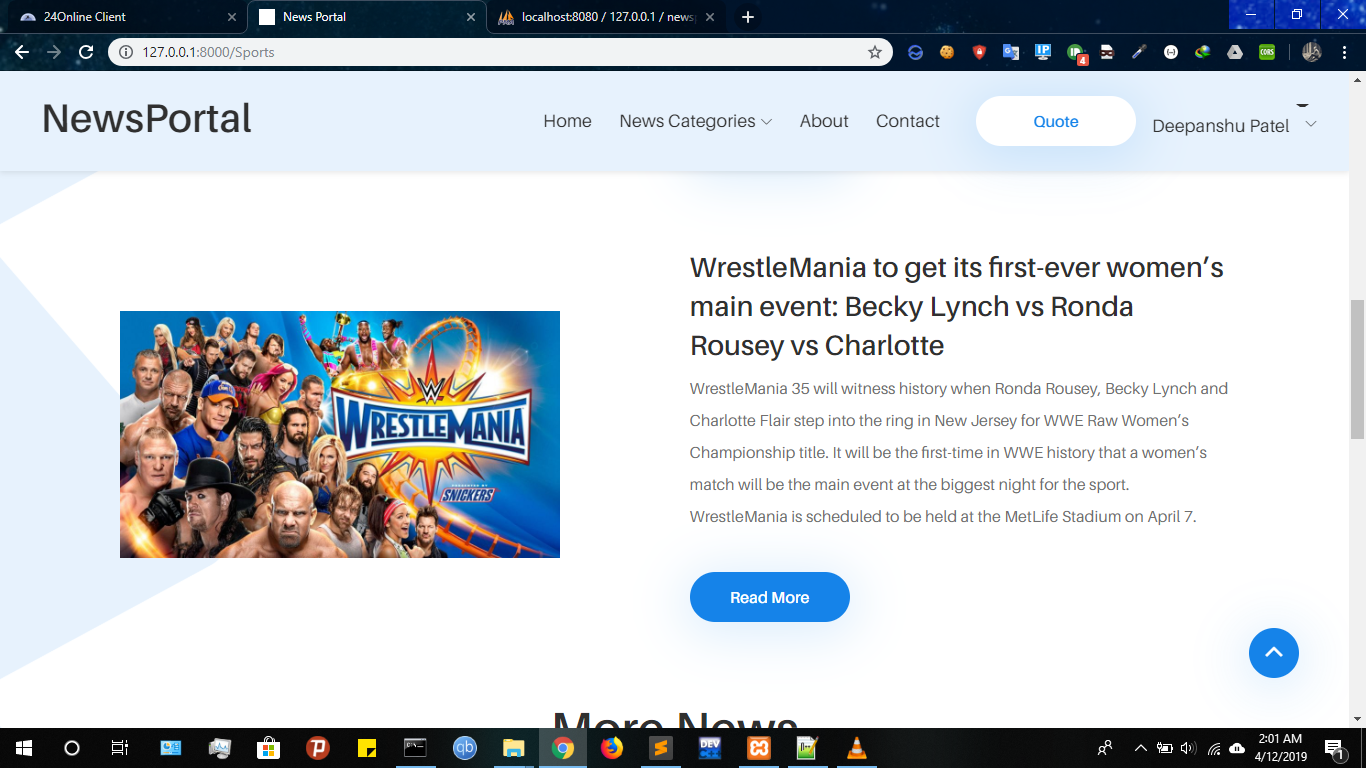 24Online Client
News Portal
localhost:8080 / 127.0.0.1 / news
127.0.0.1:8000/Sports
NewsPortal
Home
News Categories
About
Contact
Quote
Deepanshu Patel
WrestleMania to get its first-ever women’s
main event: Becky Lynch vs Ronda
Rousey vs Charlotte
WrestleMania 35 will witness history when Ronda Rousey, Becky Lynch and
Charlotte Flair step into the ring in New Jersey for WWE Raw Women’s
Championship title. It will be the first-time in WWE history that a women’s
match will be the main event at the biggest night for the sport.
WrestleMania is scheduled to be held at the MetLife Stadium on April 7.
WRESTLEMANIA
SNICKERS
Read More
More News
IP
4
CORS
qb
DEV
2:01 AM
4/12/2019
1